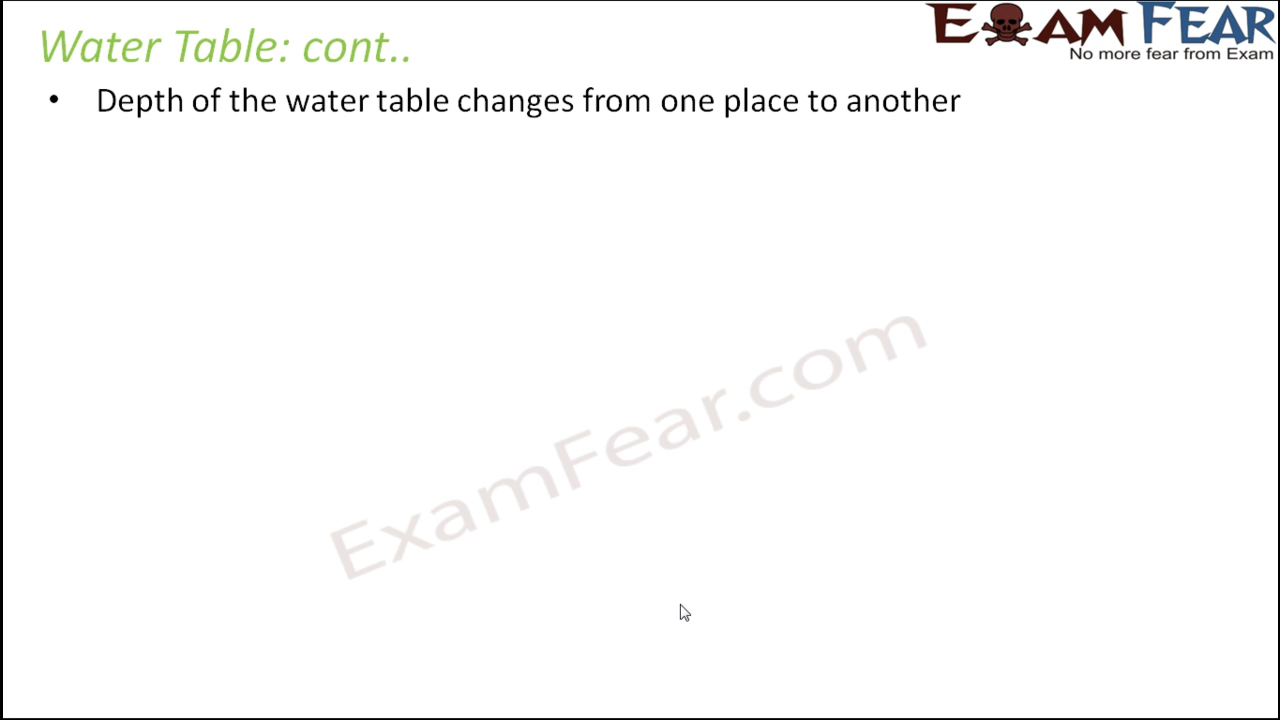 Water Table: cont..
EXAM FEAR
No more fear from Exam
• Depth of the water table changes from one place to another
ExamFear.com